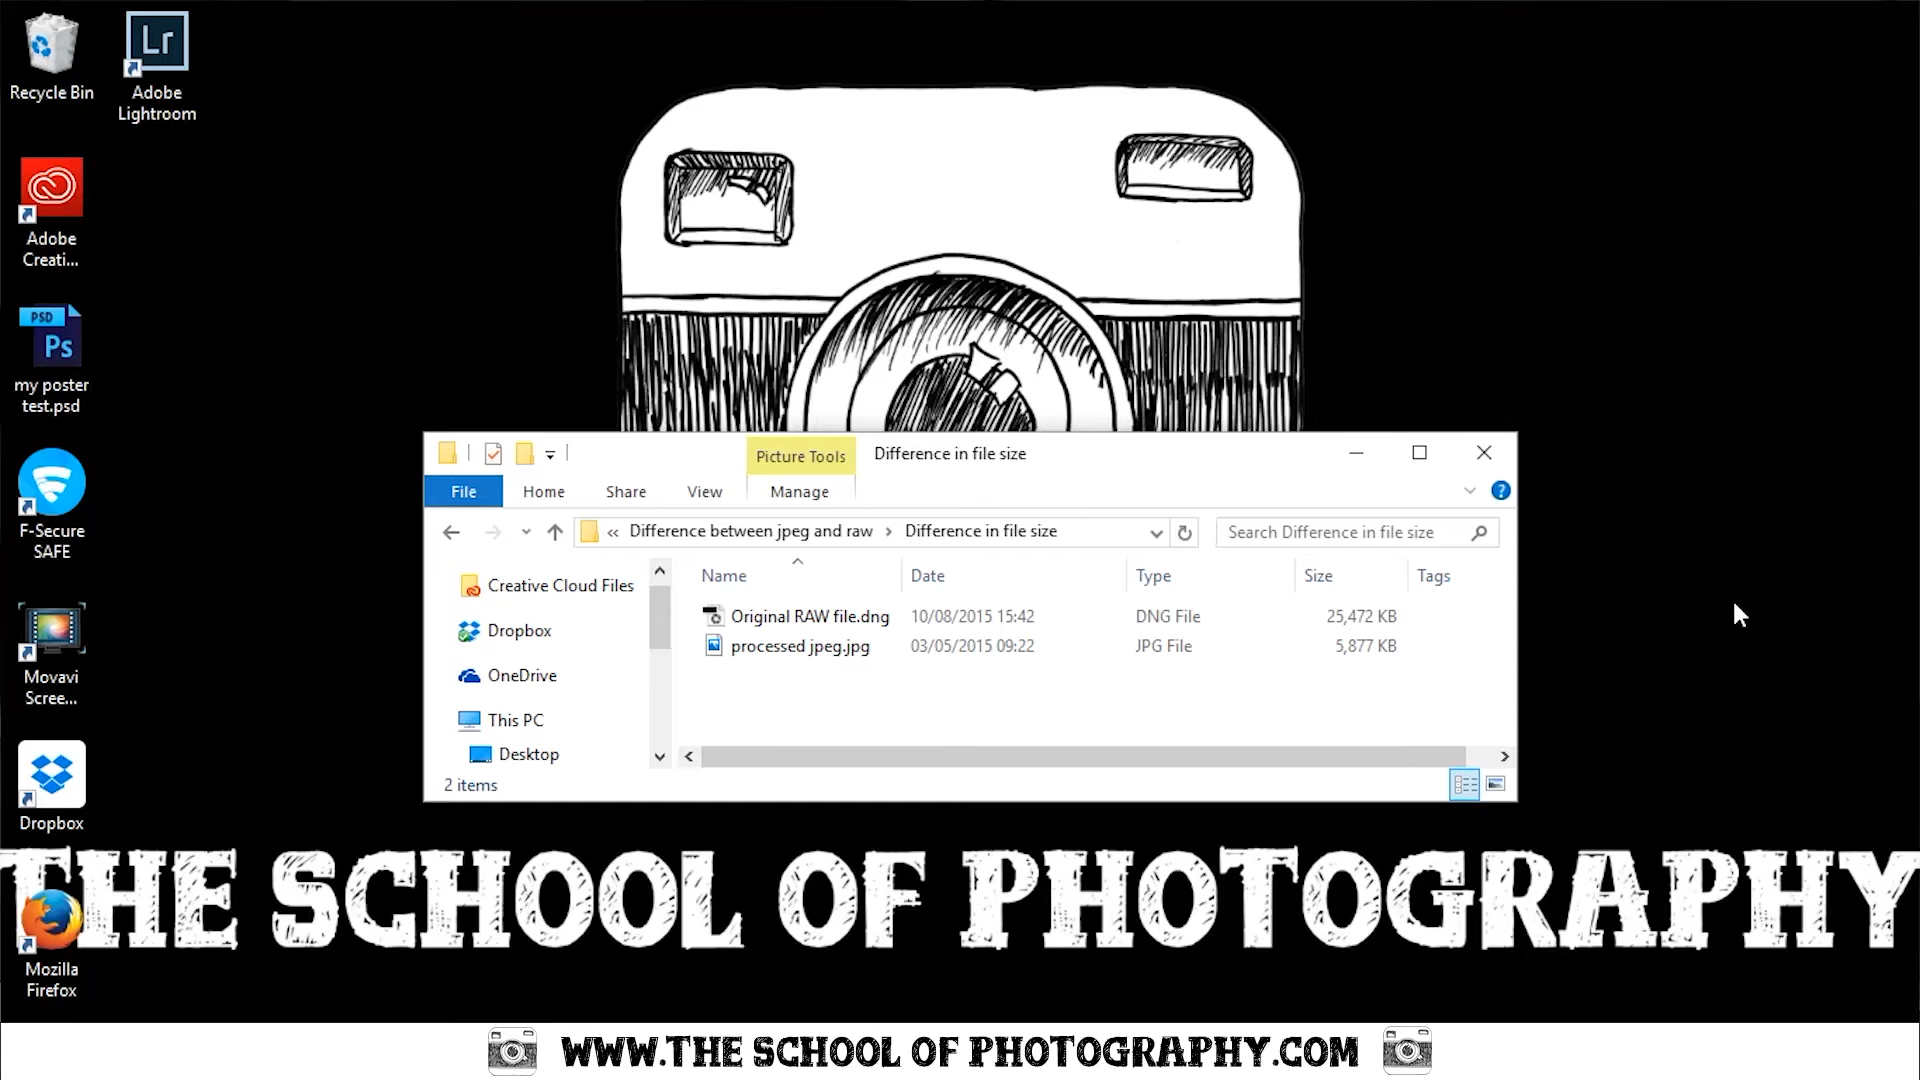 Recycle Bin
Adobe
Lightroom
Lr
Adobe
Creati...
PSD
Ps
my poster
test.psd
F-Secure
SAFE
Movavi
Scree...
Dropbox
Mozilla
Firefox
Picture Tools
Difference in file size
File
Home
Share
View
Manage
?
« Difference between jpeg and raw > Difference in file size
Search Difference in file size
Name
Date
Type
Size
Tags
Creative Cloud Files
Dropbox
OneDrive
This PC
Desktop
Original RAW file.dng 10/08/2015 15:42 DNG File 25,472 KB
processed jpeg.jpg 03/05/2015 09:22 JPG File 5,877 KB
2 items
THE SCHOOL OF PHOTOGRAPHY
WWW.THE SCHOOL OF PHOTOGRAPHY.COM